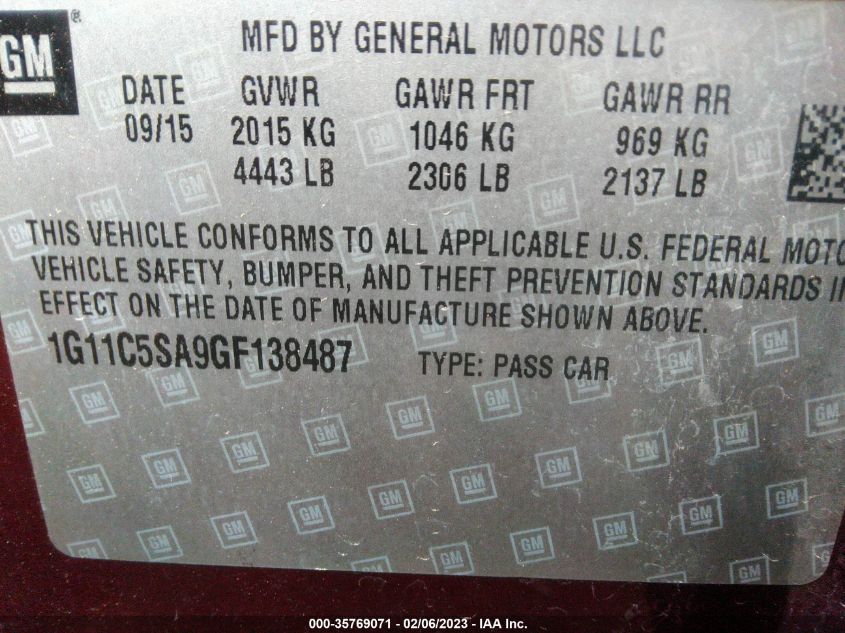 GM ®
MFD BY GENERAL MOTORS LLC
DATE GVWR GAWR FRT GAWR RR
09/15 2015 KG 1046 KG 969 KG
4443 LB 2306 LB 2137 LB
THIS VEHICLE CONFORMS TO ALL APPLICABLE U.S. FEDERAL MOTO
VEHICLE SAFETY, BUMPER, AND THEFT PREVENTION STANDARDS IN
EFFECT ON THE DATE OF MANUFACTURE SHOWN ABOVE.
1G11C5SA9GF138487 TYPE: PASS CAR
000-35769071 - 02/06/2023 - IAA Inc.